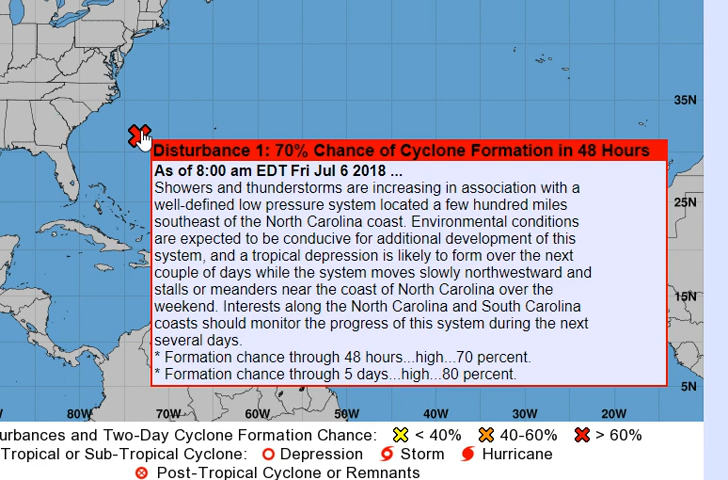 35N
Disturbance 1: 70% Chance of Cyclone Formation in 48 Hours
As of 8:00 am EDT Fri Jul 6 2018 ...
Showers and thunderstorms are increasing in association with a
well-defined low pressure system located a few hundred miles
southeast of the North Carolina coast. Environmental conditions
are expected to be conducive for additional development of this
system, and a tropical depression is likely to form over the next
couple of days while the system moves slowly northwestward and
stalls or meanders near the coast of North Carolina over the
weekend. Interests along the North Carolina and South Carolina
coasts should monitor the progress of this system during the next
several days.
* Formation chance through 48 hours...high...70 percent.
* Formation chance through 5 days...high...80 percent.
25N
15N
5N
W 80W 70W 60W 50W 40W 30W 20W
urbances and Two-Day Cyclone Formation Chance: < 40% 40-60% > 60%
Tropical or Sub-Tropical Cyclone: Depression Storm Hurricane
Post-Tropical Cyclone or Remnants